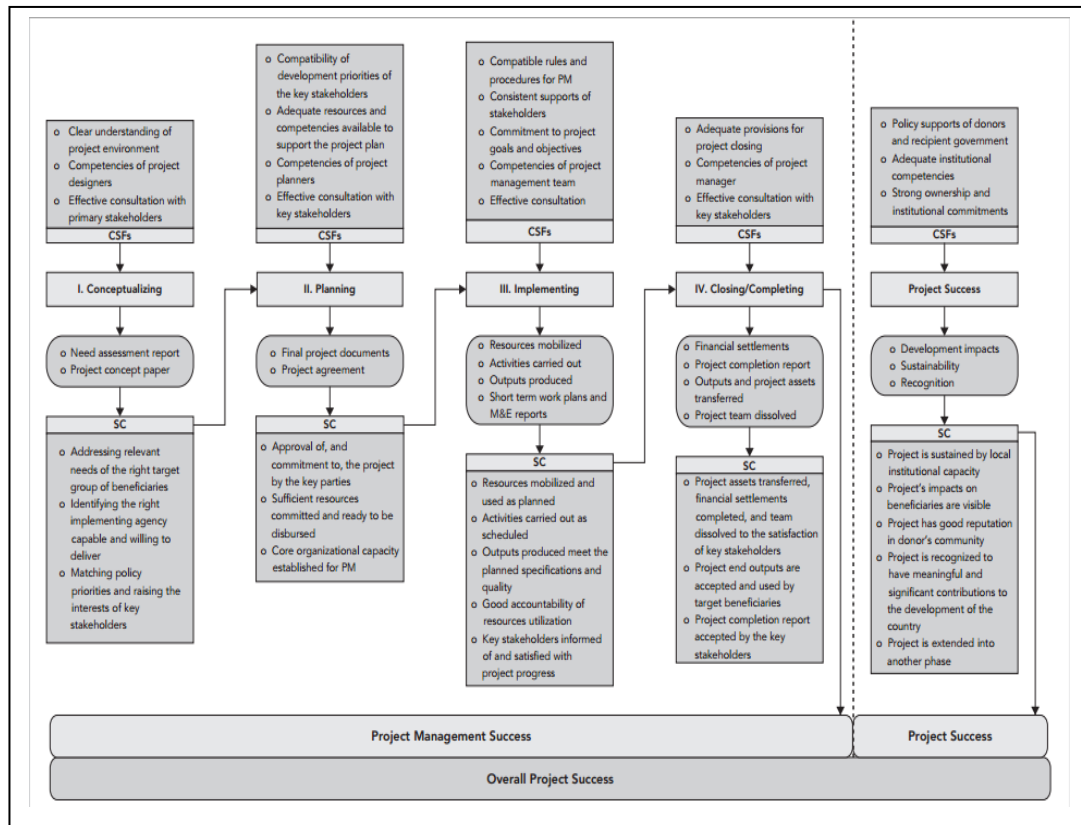 o Clear understanding of
project environment
o Competencies of project
designers
o Effective consultation with
primary stakeholders
CSFs
I. Conceptualizing
o Need assessment report
o Project concept paper
SC
o Addressing relevant
needs of the right target
group of beneficiaries
o Identifying the right
implementing agency
capable and willing to
deliver
o Matching policy
priorities and raising the
interests of key
stakeholders
o Compatibility of
development priorities of
the key stakeholders
o Adequate resources and
competencies available to
support the project plan
o Competencies of project
planners
o Effective consultation with
key stakeholders
CSFs
II. Planning
o Final project documents
o Project agreement
SC
o Approval of, and
commitment to, the project
by the key parties
o Sufficient resources
committed and ready to be
disbursed
o Core organizational capacity
established for PM
o Compatible rules and
procedures for PM
o Consistent supports of
stakeholders
o Commitment to project
goals and objectives
o Competencies of project
management team
o Effective consultation
CSFs
III. Implementing
o Resources mobilized
o Activities carried out
o Outputs produced
o Short term work plans and
M&E reports
SC
o Resources mobilized and
used as planned
o Activities carried out as
scheduled
o Outputs produced meet the
planned specifications and
quality
o Good accountability of
resources utilization
o Key stakeholders informed
of and satisfied with
project progress
o Adequate provisions for
project closing
o Competencies of project
manager
o Effective consultation with
key stakeholders
CSFs
IV. Closing/Completing
o Financial settlements
o Project completion report
o Outputs and project assets
transferred
o Project team dissolved
SC
o Project assets transferred,
financial settlements
completed, and team
dissolved to the satisfaction
of key stakeholders
o Project end outputs are
accepted and used by
target beneficiaries
o Project completion report
accepted by the key
stakeholders
o Policy supports of donors
and recipient government
o Adequate institutional
competencies
o Strong ownership and
institutional commitments
CSFs
Project Success
o Development impacts
o Sustainability
o Recognition
SC
o Project is sustained by local
institutional capacity
o Project's impacts on
beneficiaries are visible
o Project has good reputation
in donor's community
o Project is recognized to
have meaningful and
significant contributions to
the development of the
country
o Project is extended into
another phase
Project Management Success
Project Success
Overall Project Success